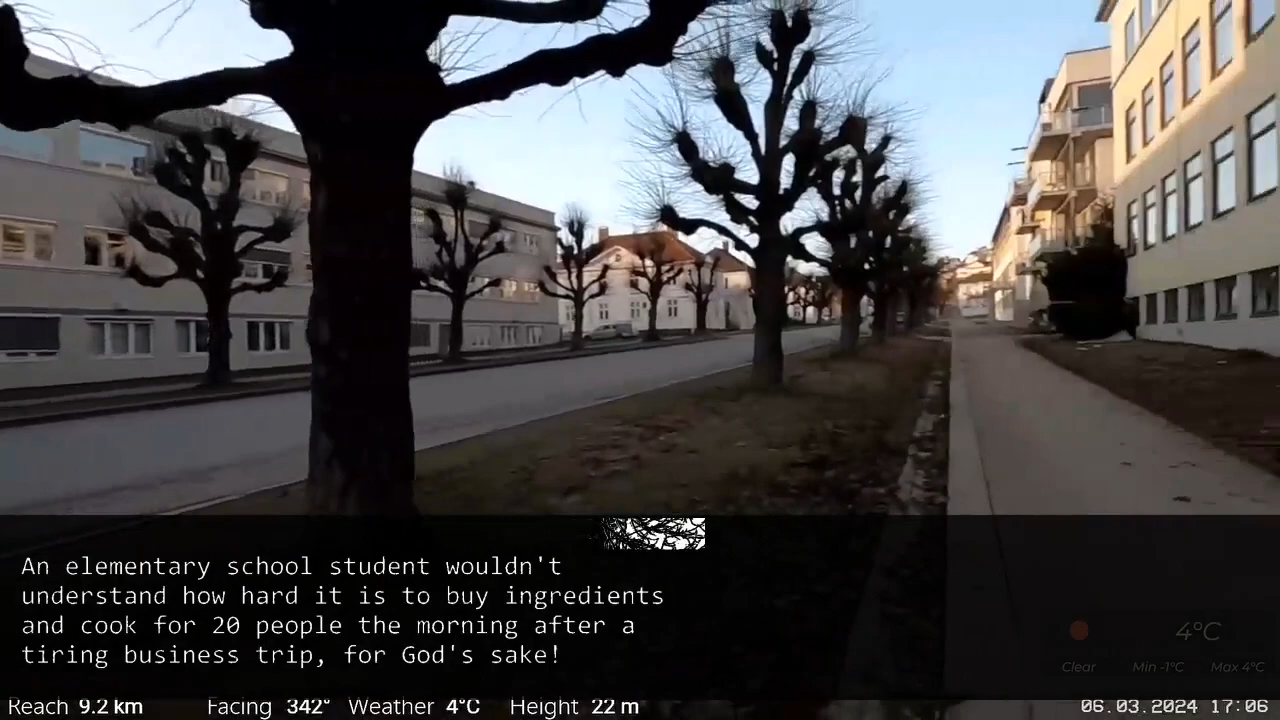 An elementary school student wouldn't
understand how hard it is to buy ingredients
and cook for 20 people the morning after a
tiring business trip, for God's sake!
4°C
Clear Min -1°C Max 4°C
Reach 9.2 km Facing 342° Weather 4°C Height 22 m 06.03.2024 17:06